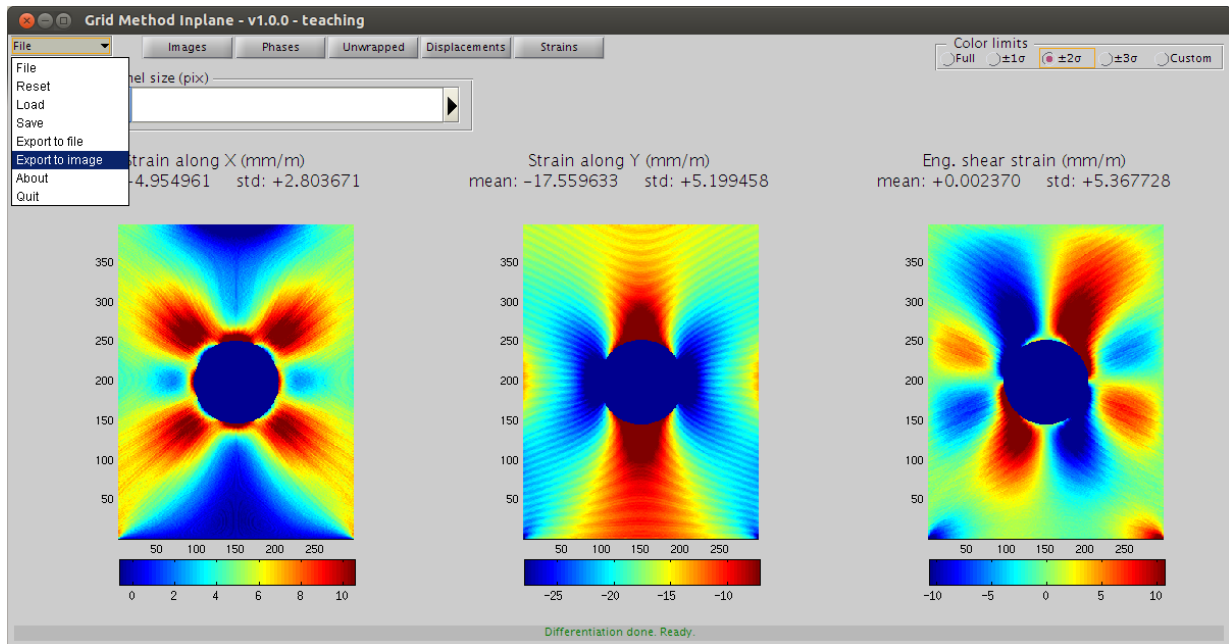 Grid Method Inplane - v1.0.0 - teaching
File Images Phases Unwrapped Displacements Strains
Color limits
Full ±1σ ±2σ ±3σ Custom
File
Reset
Load
Save
Export to file
Export to image
About
Quit
size (pix)
Strain along X (mm/m)
-4.954961 std: +2.803671
Strain along Y (mm/m)
mean: -17.559633 std: +5.199458
Eng. shear strain (mm/m)
mean: +0.002370 std: +5.367728
350
300
250
200
150
100
50
50 100 150 200 250
0 2 4 6 8 10
350
300
250
200
150
100
50
50 100 150 200 250
-25 -20 -15 -10
350
300
250
200
150
100
50
50 100 150 200 250
-10 -5 0 5 10
Differentiation done. Ready.